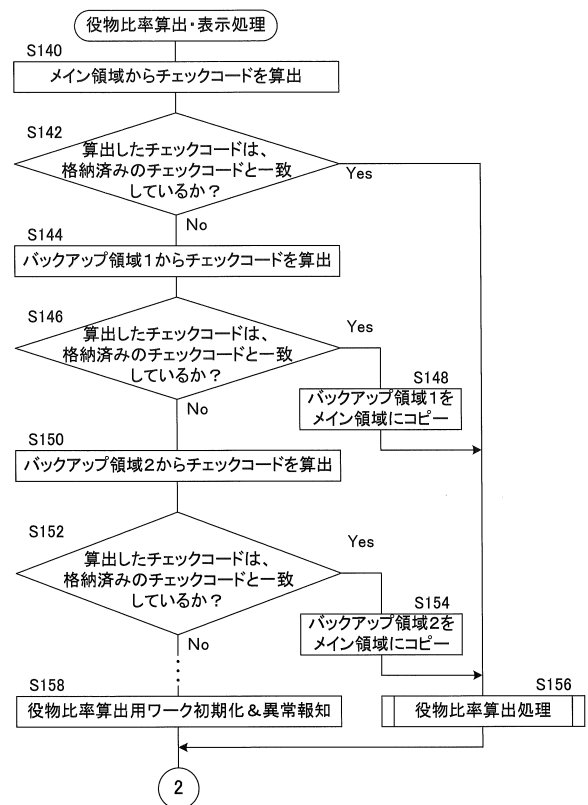 役物比率算出・表示処理
S140
メイン領域からチェックコードを算出
S142
算出したチェックコードは、
格納済みのチェックコードと一致
しているか？
Yes
No
S144
バックアップ領域1からチェックコードを算出
S146
算出したチェックコードは、
格納済みのチェックコードと一致
しているか？
Yes
S148
バックアップ領域1を
メイン領域にコピー
No
S150
バックアップ領域2からチェックコードを算出
S152
算出したチェックコードは、
格納済みのチェックコードと一致
しているか？
Yes
S154
バックアップ領域2を
メイン領域にコピー
No
S158
役物比率算出用ワーク初期化＆異常報知
S156
役物比率算出処理
2